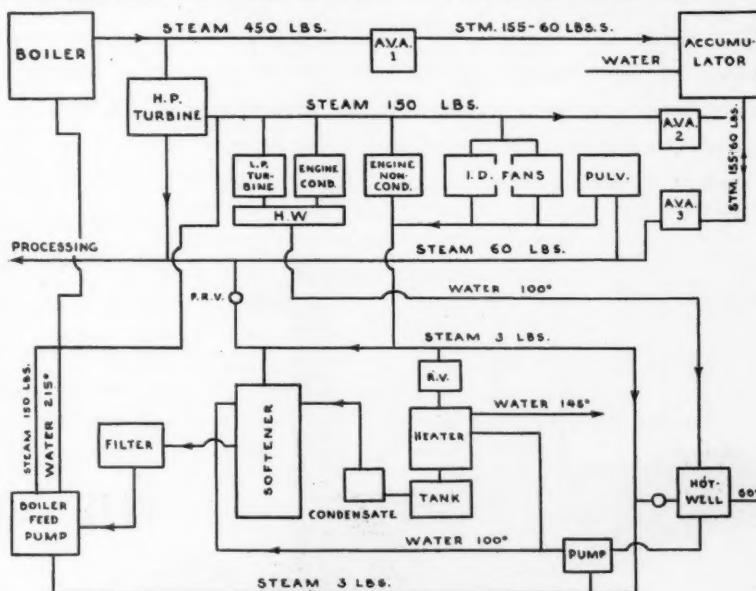 STEAM 450 LBS.
STM. 155-60 LBS.S.
BOILER
A.V.A.
1
ACCUMU-
LATOR
WATER
H.P.
TURBINE
STEAM 150 LBS.
A.V.A.
2
STM. 155-60 LBS.
L.P.
TUR-
BINE
ENGINE
COND.
ENGINE
NON-
COND.
I.D. FANS
PULV.
H.W
A.V.A.
3
PROCESSING
STEAM 60 LBS.
P.R.V.
WATER 100°
STEAM 3 LBS.
R.V.
STEAM 150 LBS.
WATER 215°
WATER 145°
SOFTENER
HEATER
FILTER
TANK
CONDENSATE
HOT-
WELL
60°
BOILER
FEED
PUMP
WATER 100°
PUMP
STEAM 3 LBS.